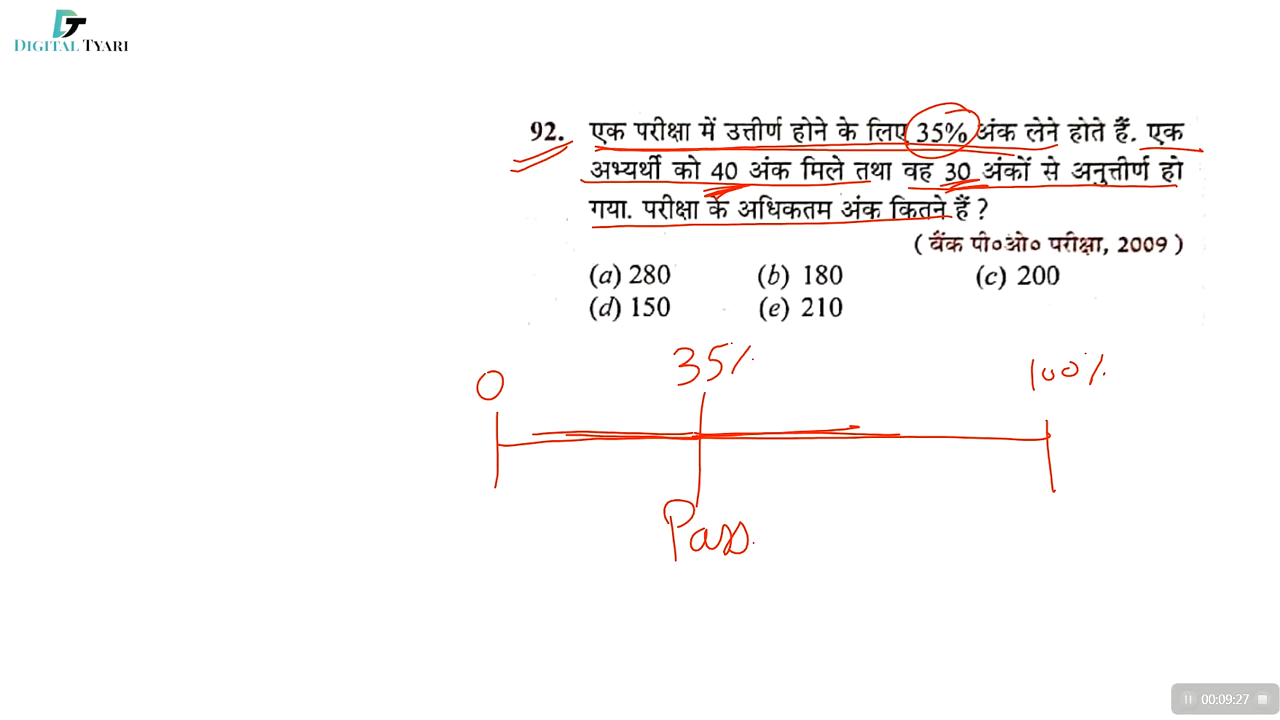 DIGITAL TYARI
92. एक परीक्षा में उत्तीर्ण होने के लिए 35% अंक लेने होते हैं. एक
अभ्यर्थी को 40 अंक मिले तथा वह 30 अंकों से अनुत्तीर्ण हो
गया. परीक्षा के अधिकतम अंक कितने हैं ?
( बैंक पी०ओ० परीक्षा, 2009 )
(a) 280 (b) 180 (c) 200
(d) 150 (e) 210
0 35% 100%
Pass
00:09:27